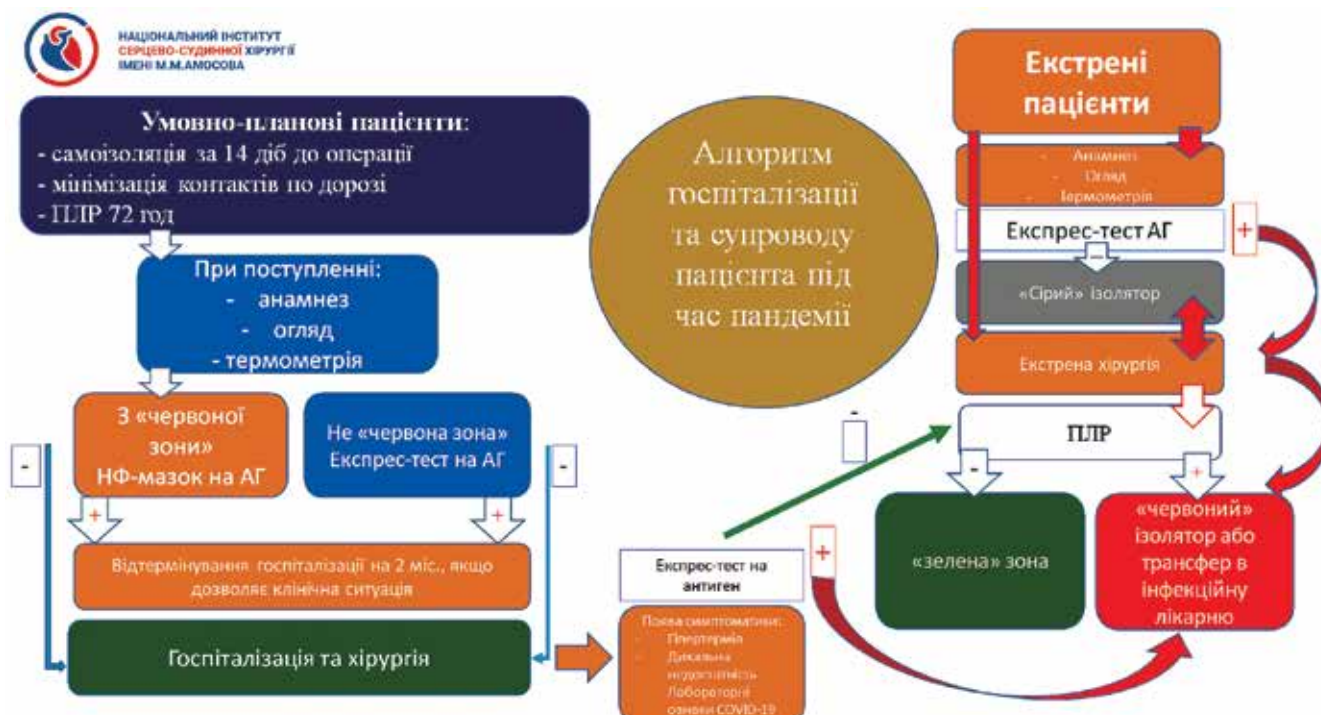 НАЦІОНАЛЬНИЙ ІНСТИТУТ
СЕРЦЕВО-СУДИННОЇ ХІРУРГІЇ
ІМЕНІ М.М.АМОСОВА
Умовно-планові пацієнти:
- самоізоляція за 14 діб до операції
- мінімізація контактів по дорозі
- ПЛР 72 год
При поступленні:
- анамнез
- огляд
- термометрія
З «червоної
зони»
НФ-мазок на АГ
Не «червона зона»
Експрес-тест на АГ
-
-
+
+
Відтермінування госпіталізації на 2 міс., якщо
дозволяє клінічна ситуація
Госпіталізація та хірургія
Алгоритм
госпіталізації
та супроводу
пацієнта під
час пандемії
Експрес-тест на
антиген
Поява симптоматики:
- Гіпертермія
- Дихальна
недостатність
- Лабораторні
ознаки COVID-19
-
+
Екстрені
пацієнти
- Анамнез
- Огляд
- Термометрія
Експрес-тест АГ
+
-
«Сірий» ізолятор
Екстрена хірургія
ПЛР
-
+
«зелена» зона
«червоний»
ізолятор або
трансфер в
інфекційну
лікарню